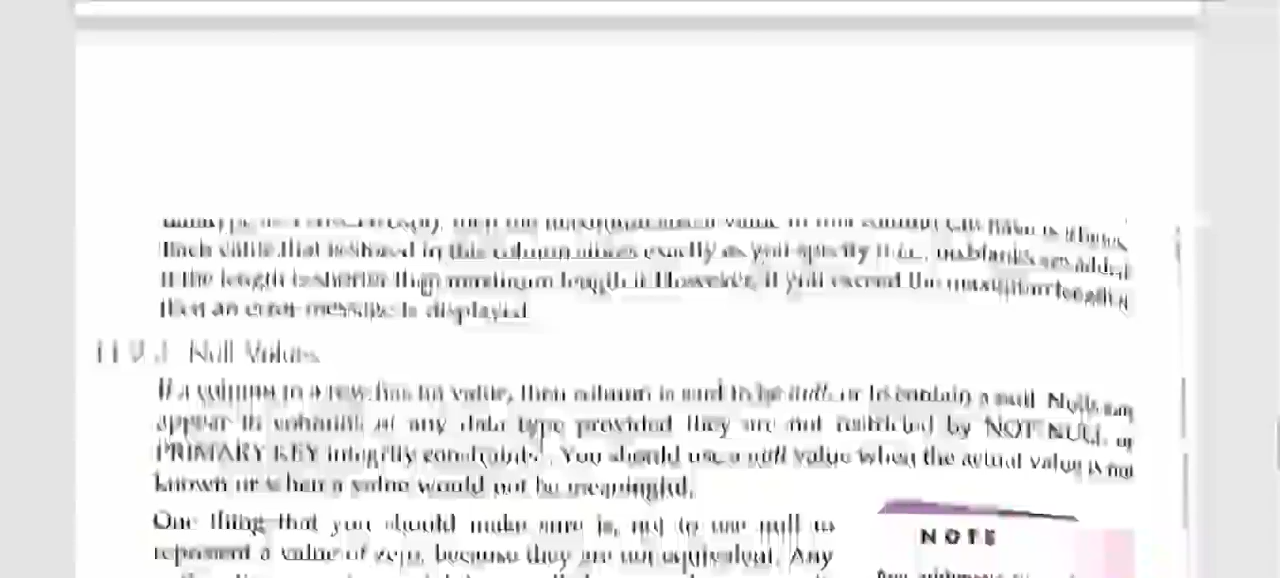 Each value that is stored in this column stores exactly as you specify it i.e., no blanks are added
if the length is shorter than maximum length. However, if you exceed the maximum length
then an error message is displayed
Null Values
If a column in a row has no value, then column is said to be null, or to contain a null. Nulls can
appear in columns of any data type provided they are not restricted by NOT NULL or
PRIMARY KEY integrity constraints. You should use a null value when the actual value is not
known or when a value would not be meaningful.
One thing that you should make sure is, not to use null to
represent a value of zero, because they are not equivalent. Any
NOTE